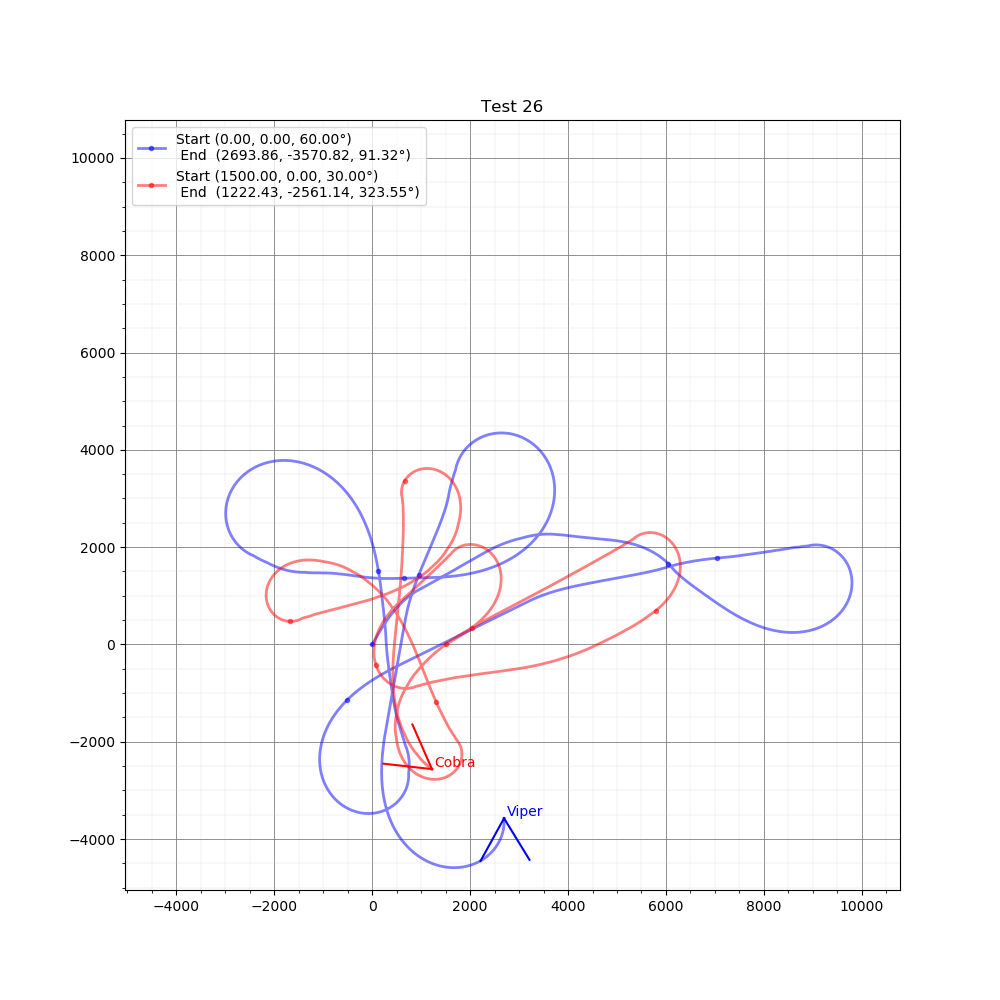 Test 26
Start (0.00, 0.00, 60.00°)
End (2693.86, -3570.82, 91.32°)
Start (1500.00, 0.00, 30.00°)
End (1222.43, -2561.14, 323.55°)
10000
8000
6000
4000
2000
0
−2000
−4000
Cobra
Viper
−4000 −2000 0 2000 4000 6000 8000 10000